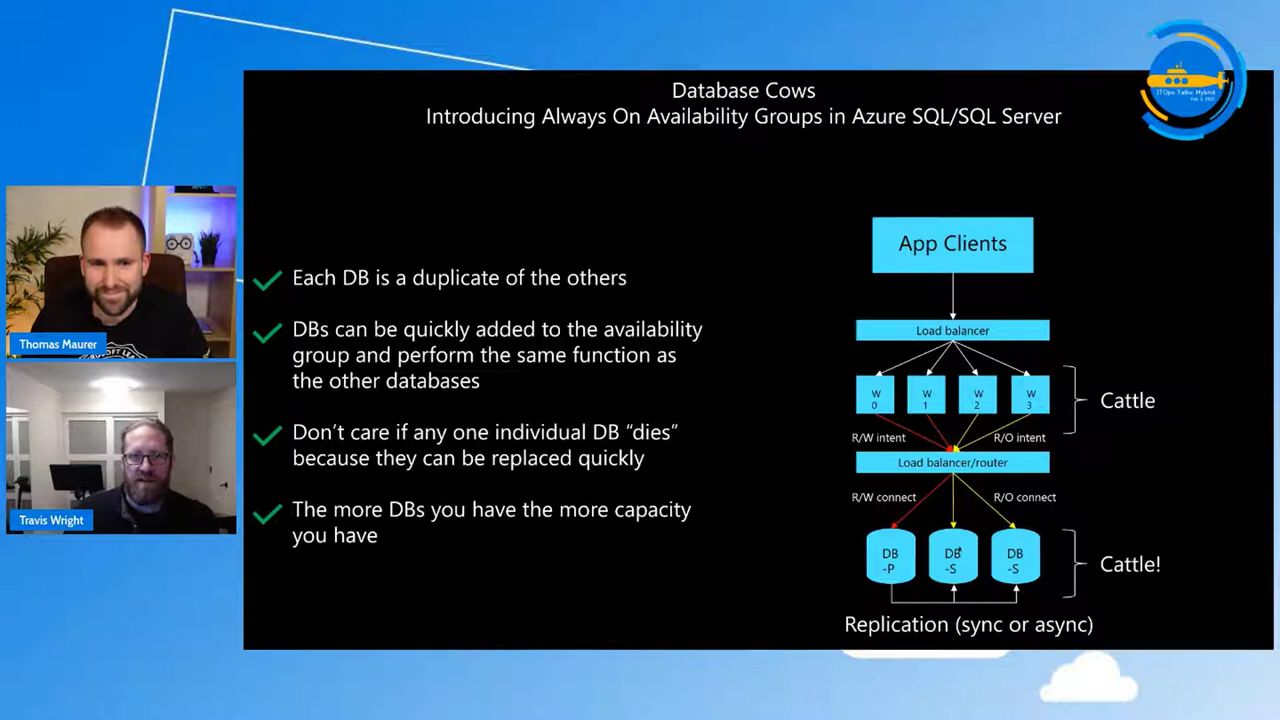 Database Cows
Introducing Always On Availability Groups in Azure SQL/SQL Server
ITOps Talks: Hybrid
Thomas Maurer
Travis Wright
Each DB is a duplicate of the others
DBs can be quickly added to the availability
group and perform the same function as
the other databases
Don't care if any one individual DB “dies”
because they can be replaced quickly
The more DBs you have the more capacity
you have
App Clients
Load balancer
W
0
W
1
W
2
W
3
Cattle
R/W intent
R/O intent
Load balancer/router
R/W connect
R/O connect
DB
-P
DB
-S
DB
-S
Cattle!
Replication (sync or async)